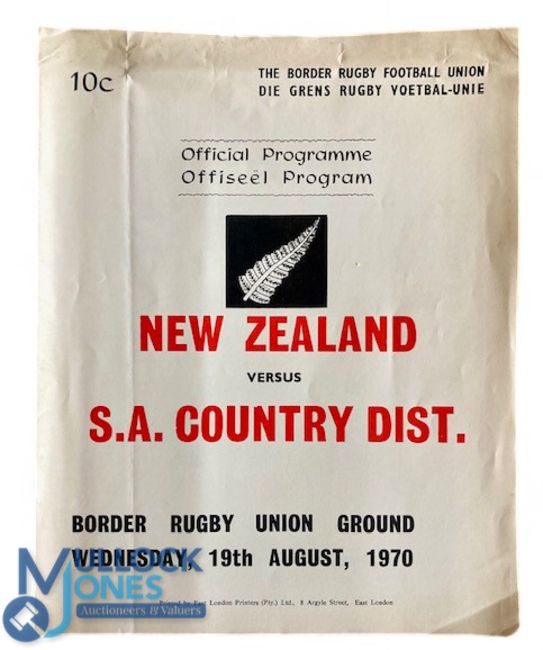 10c
THE BORDER RUGBY FOOTBALL UNION
DIE GRENS RUGBY VOETBAL-UNIE
Official Programme
Offiseël Program
NEW ZEALAND
VERSUS
S.A. COUNTRY DIST.
BORDER RUGBY UNION GROUND
WEDNESDAY, 19th AUGUST, 1970
Printed by East London Printers (Pty.) Ltd., 8 Argyle Street, East London
MULLOCK
JONES
Auctioneers & Valuers